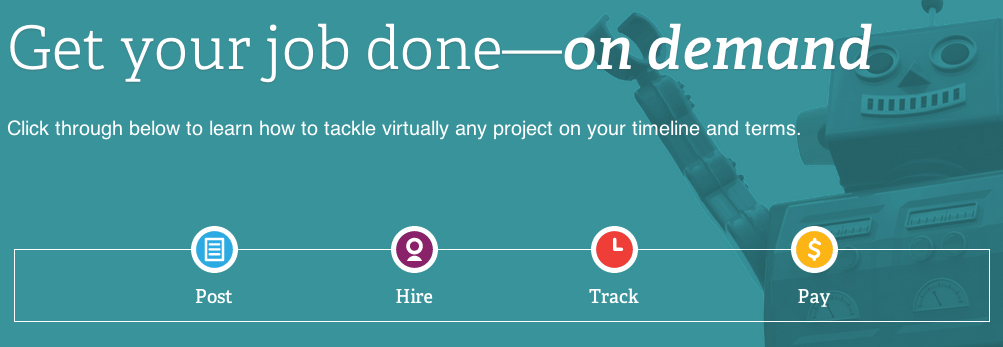 Get your job done—on demand
Click through below to learn how to tackle virtually any project on your timeline and terms.
$
Post Hire Track Pay